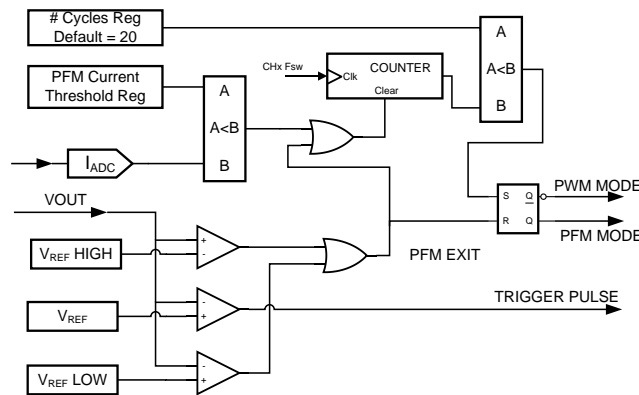 # Cycles Reg
Default = 20
A
A<B
B
PFM Current
Threshold Reg
A
A<B
B
CHx Fsw
Clk
COUNTER
Clear
IADC
VOUT
VREF HIGH
+
-
VREF
-
+
VREF LOW
-
+
PFM EXIT
S
Q
R
Q
PWM MODE
PFM MODE
TRIGGER PULSE